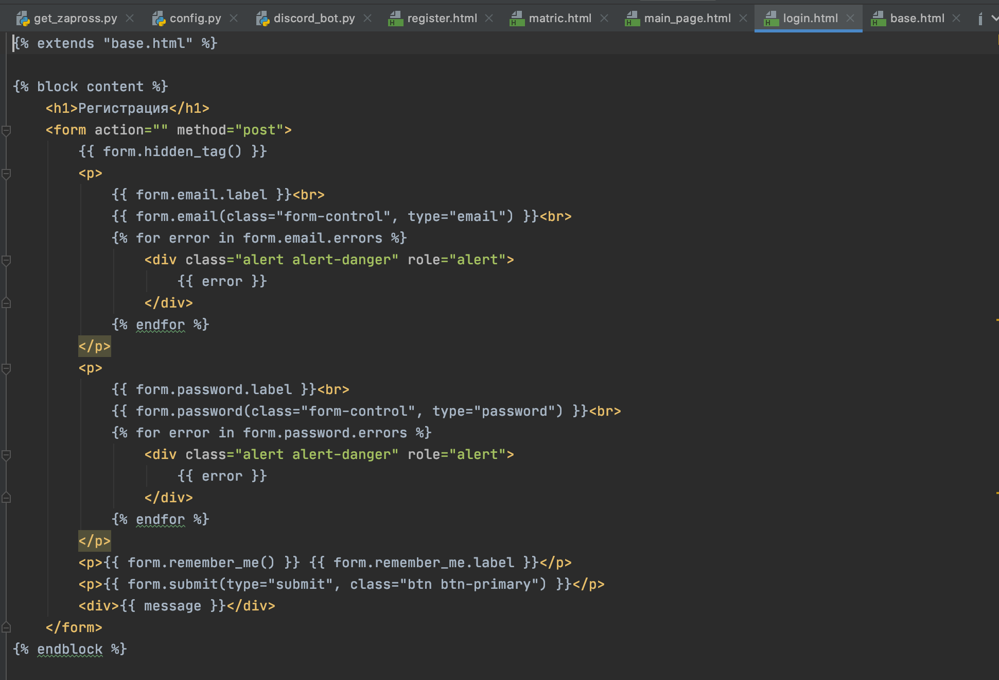 get_zapross.py config.py discord_bot.py register.html matric.html main_page.html login.html base.html
{% extends "base.html" %}
{% block content %}
<h1>Регистрация</h1>
<form action="" method="post">
{{ form.hidden_tag() }}
<p>
{{ form.email.label }}<br>
{{ form.email(class="form-control", type="email") }}<br>
{% for error in form.email.errors %}
<div class="alert alert-danger" role="alert">
{{ error }}
</div>
{% endfor %}
</p>
<p>
{{ form.password.label }}<br>
{{ form.password(class="form-control", type="password") }}<br>
{% for error in form.password.errors %}
<div class="alert alert-danger" role="alert">
{{ error }}
</div>
{% endfor %}
</p>
<p>{{ form.remember_me() }} {{ form.remember_me.label }}</p>
<p>{{ form.submit(type="submit", class="btn btn-primary") }}</p>
<div>{{ message }}</div>
</form>
{% endblock %}